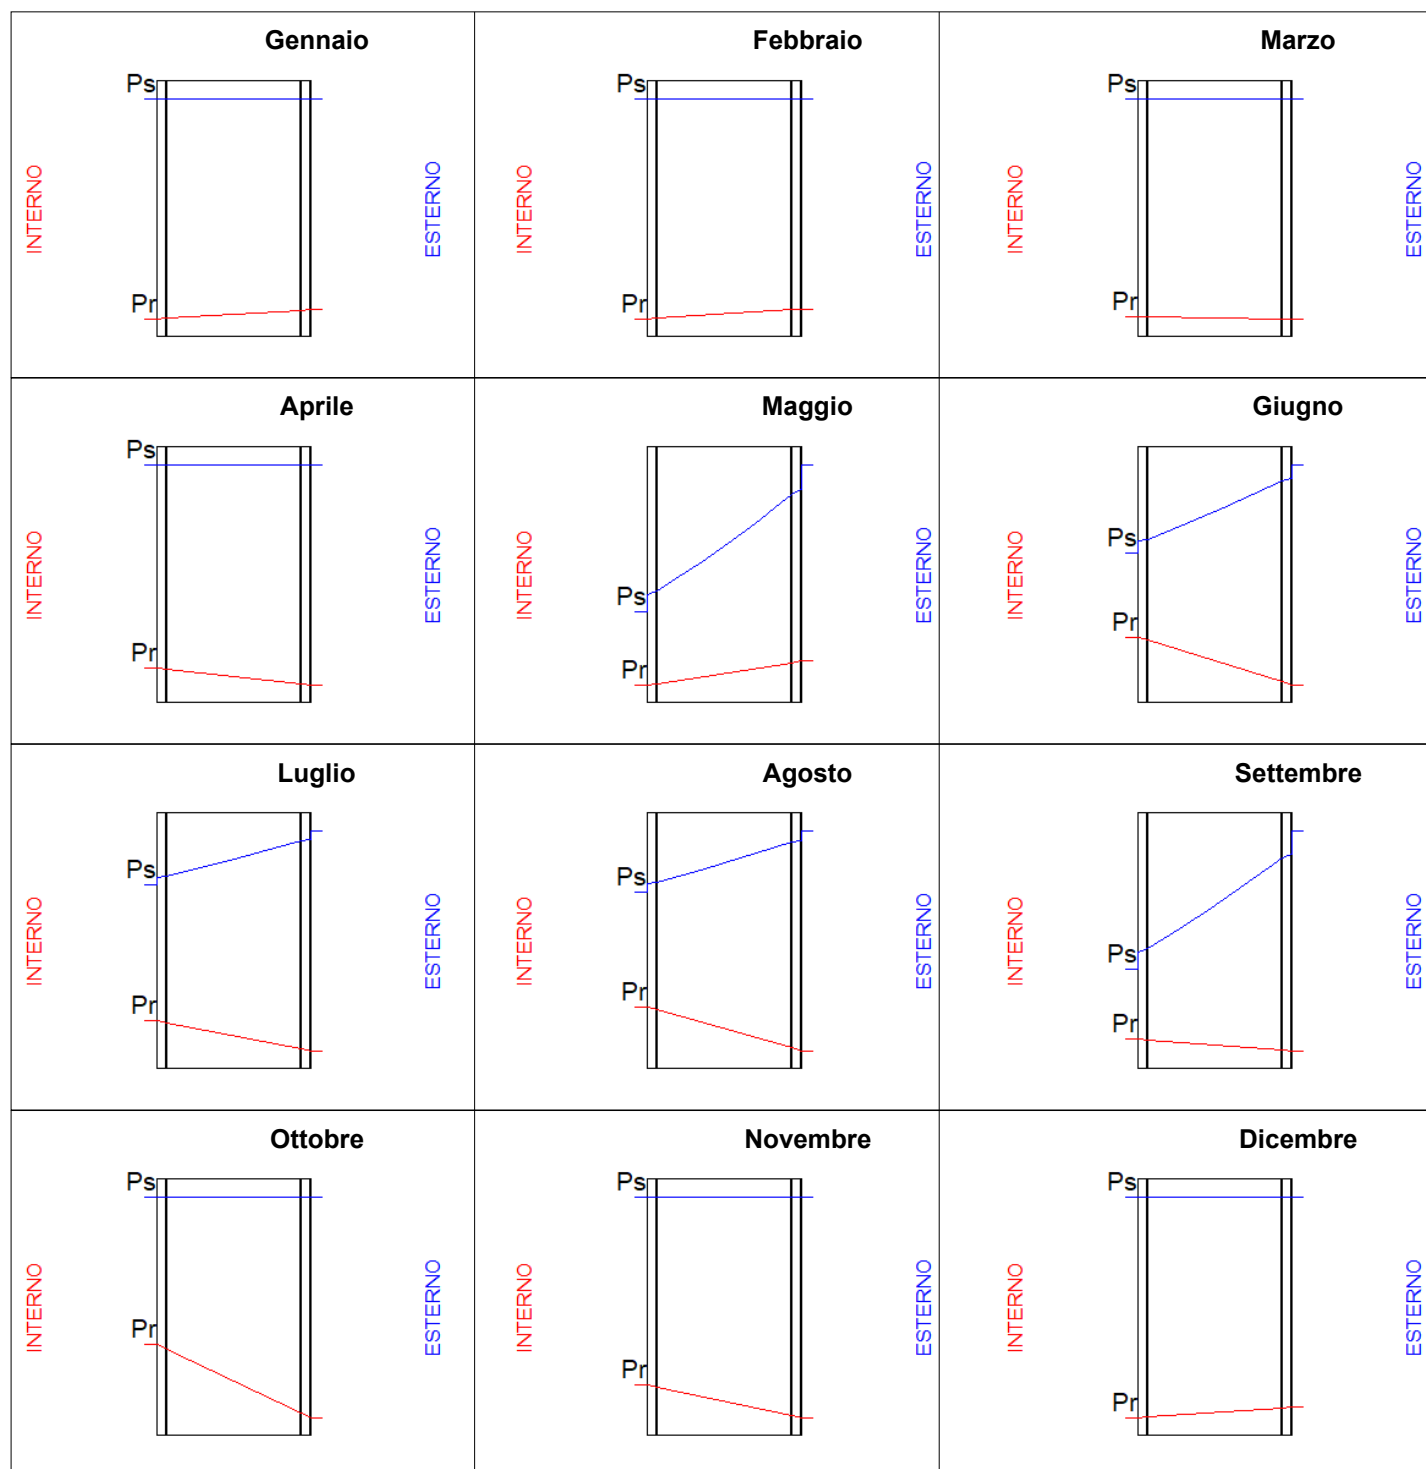 Gennaio
Ps
INTERNO
ESTERNO
Pr
Febbraio
Ps
INTERNO
ESTERNO
Pr
Marzo
Ps
INTERNO
ESTERNO
Pr
Aprile
Ps
INTERNO
ESTERNO
Pr
Maggio
INTERNO
ESTERNO
Ps
Pr
Giugno
Ps
INTERNO
ESTERNO
Pr
Luglio
Ps
INTERNO
ESTERNO
Pr
Agosto
Ps
INTERNO
ESTERNO
Pr
Settembre
INTERNO
ESTERNO
Ps
Pr
Ottobre
Ps
INTERNO
ESTERNO
Pr
Novembre
Ps
INTERNO
ESTERNO
Pr
Dicembre
Ps
INTERNO
ESTERNO
Pr